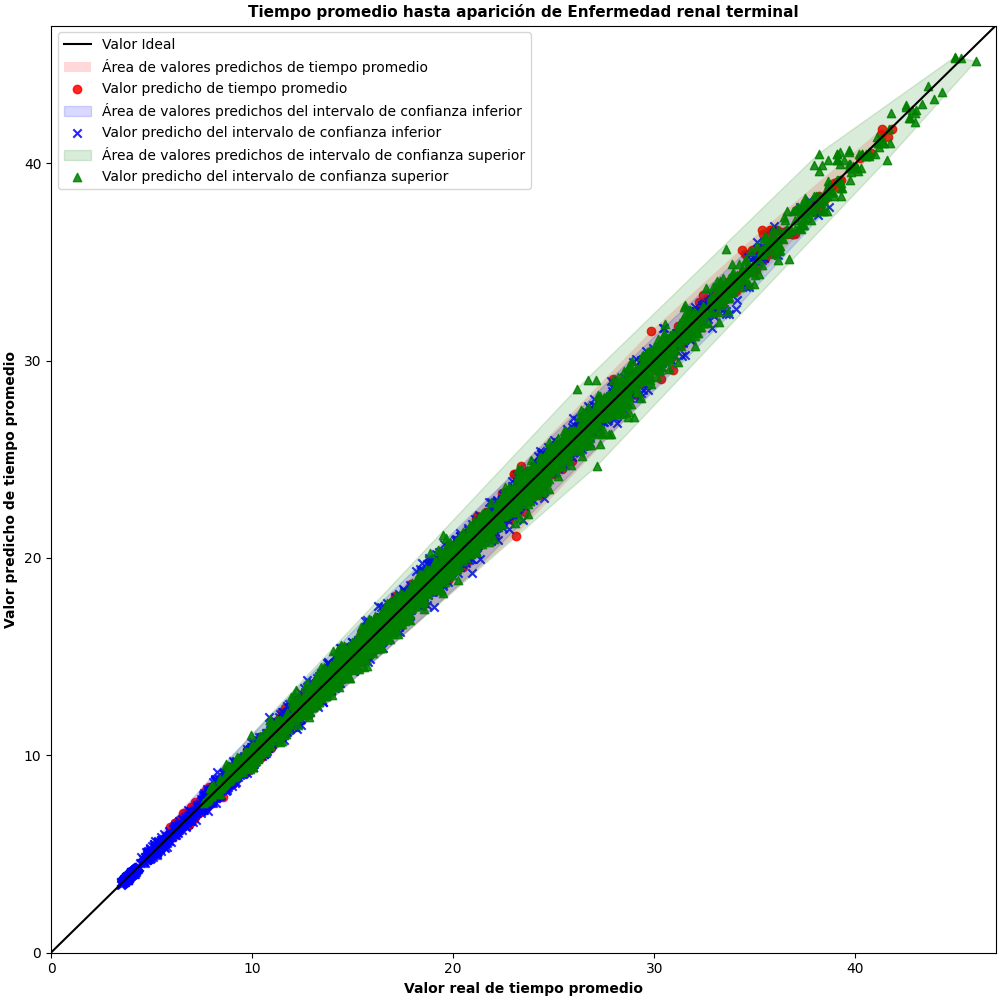 Tiempo promedio hasta aparición de Enfermedad renal terminal
Valor Ideal
Área de valores predichos de tiempo promedio
Valor predicho de tiempo promedio
Área de valores predichos del intervalo de confianza inferior
Valor predicho del intervalo de confianza inferior
Área de valores predichos de intervalo de confianza superior
Valor predicho del intervalo de confianza superior
Valor predicho de tiempo promedio
40
30
20
10
0
0 10 20 30 40
Valor real de tiempo promedio